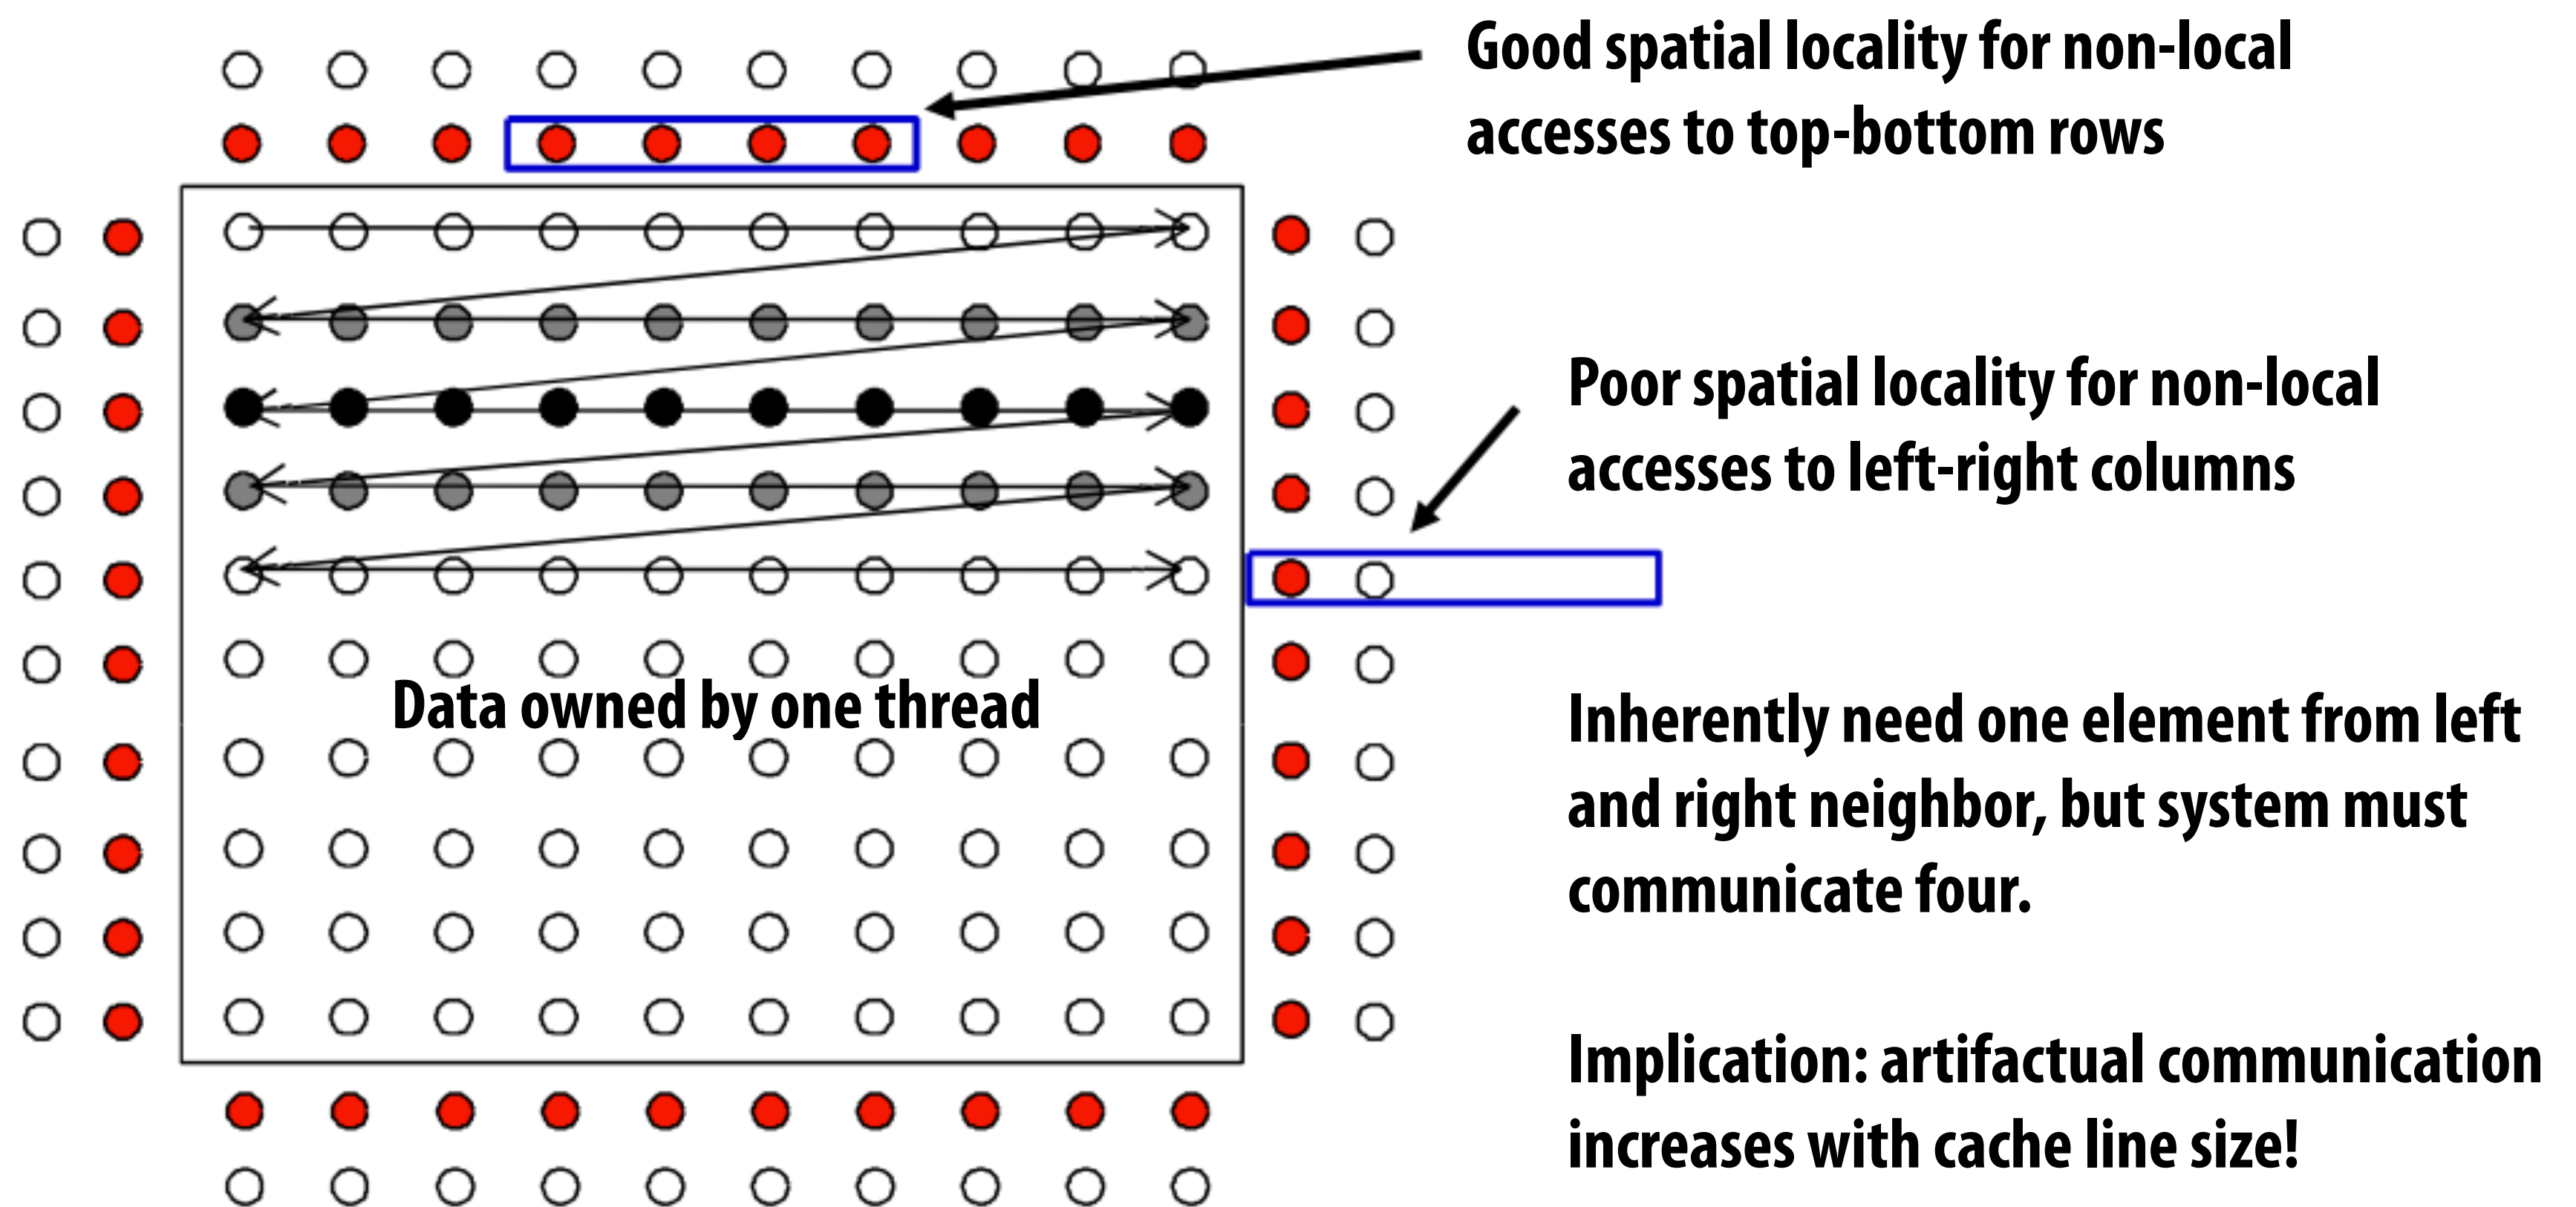 Good spatial locality for non-local
accesses to top-bottom rows
Poor spatial locality for non-local
accesses to left-right columns
Data owned by one thread
Inherently need one element from left
and right neighbor, but system must
communicate four.
Implication: artifactual communication
increases with cache line size!